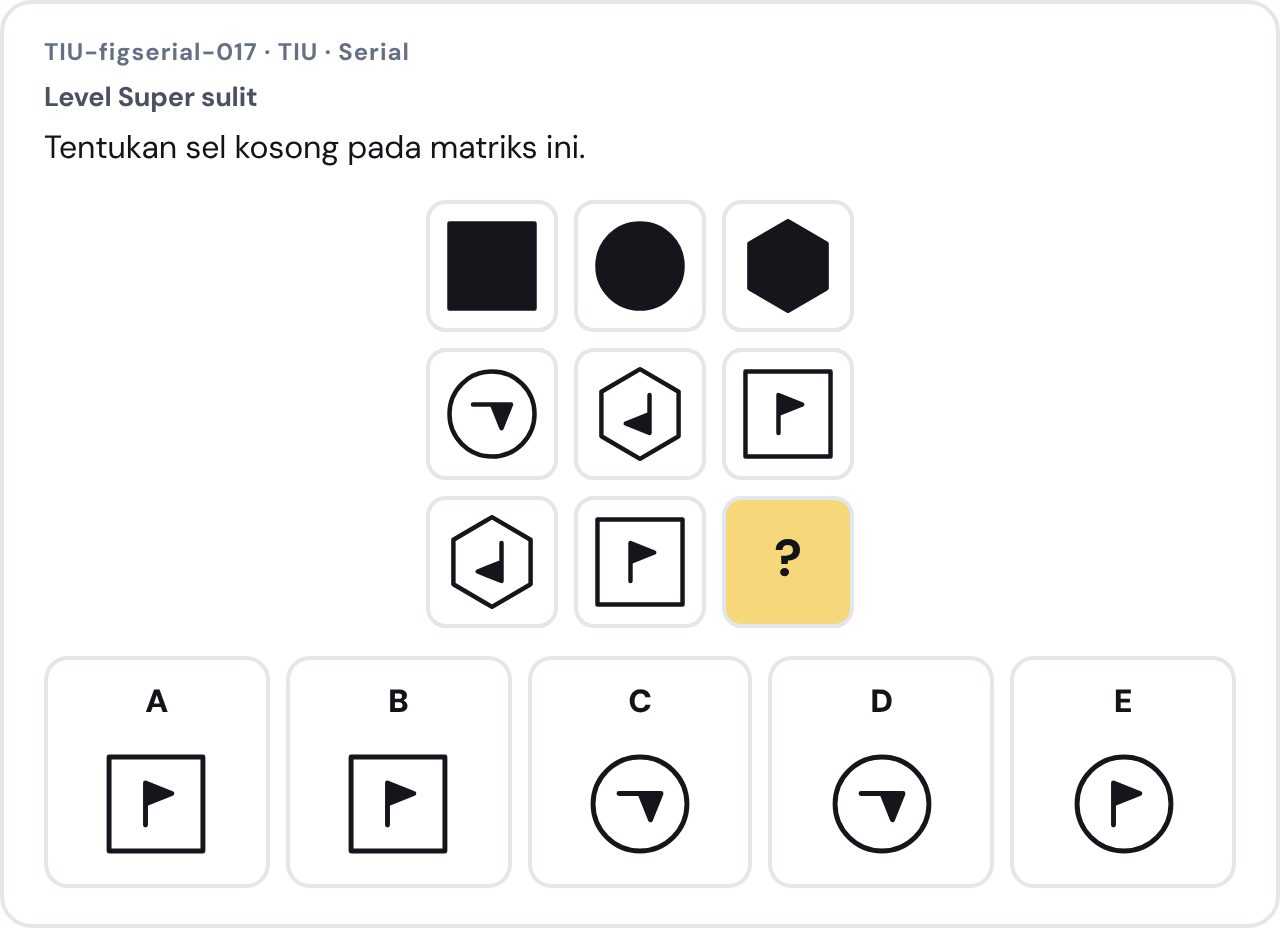 TIU-figserial-017 · TIU · Serial
Level Super sulit
Tentukan sel kosong pada matriks ini.
?
A B C D E